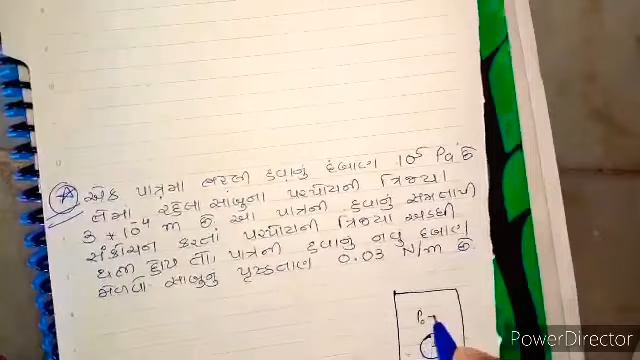 એક પાત્રમાં ભરેલી હવાનું દબાણ 10⁵ Pa છે
તેમાં રહેલા સાબુના પરપોટાની ત્રિજ્યા
3 * 10⁻⁴ m છે આ પાત્રની હવાનું સમતાપી
સંકોચન કરતાં પરપોટાની ત્રિજ્યા અડધી
થતી હોય તો પાત્રની હવાનું નવુ દબાણ
સાબુનુ પૃષ્ઠતાણ 0.03 N/m છે.
P₀
PowerDirector